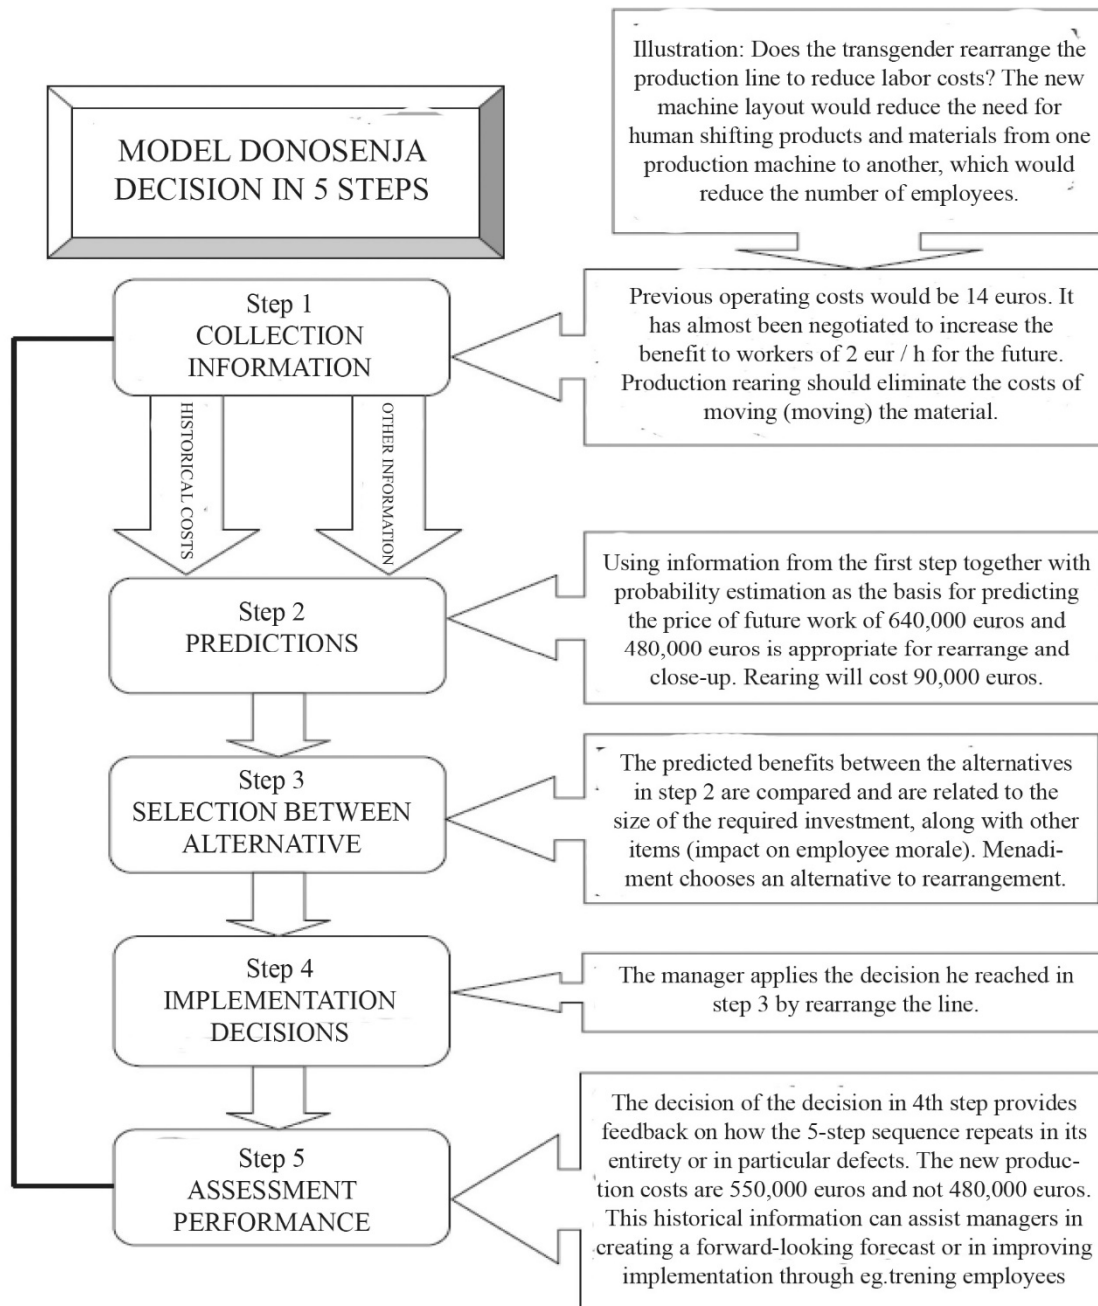 MODEL DONOSENJA
DECISION IN 5 STEPS
Illustration: Does the transgender rearrange the
production line to reduce labor costs? The new
machine layout would reduce the need for
human shifting products and materials from one
production machine to another, which would
reduce the number of employees.
Step 1
COLLECTION
INFORMATION
Previous operating costs would be 14 euros. It
has almost been negotiated to increase the
benefit to workers of 2 eur / h for the future.
Production rearing should eliminate the costs of
moving (moving) the material.
HISTORICAL COSTS
OTHER INFORMATION
Step 2
PREDICTIONS
Using information from the first step together with
probability estimation as the basis for predicting
the price of future work of 640,000 euros and
480,000 euros is appropriate for rearrange and
close-up. Rearing will cost 90,000 euros.
Step 3
SELECTION BETWEEN
ALTERNATIVE
The predicted benefits between the alternatives
in step 2 are compared and are related to the
size of the required investment, along with other
items (impact on employee morale). Menadi-
ment chooses an alternative to rearrangement.
Step 4
IMPLEMENTATION
DECISIONS
The manager applies the decision he reached in
step 3 by rearrange the line.
Step 5
ASSESSMENT
PERFORMANCE
The decision of the decision in 4th step provides
feedback on how the 5-step sequence repeats in its
entirety or in particular defects. The new produc-
tion costs are 550,000 euros and not 480,000 euros.
This historical information can assist managers in
creating a forward-looking forecast or in improving
implementation through eg.trening employees